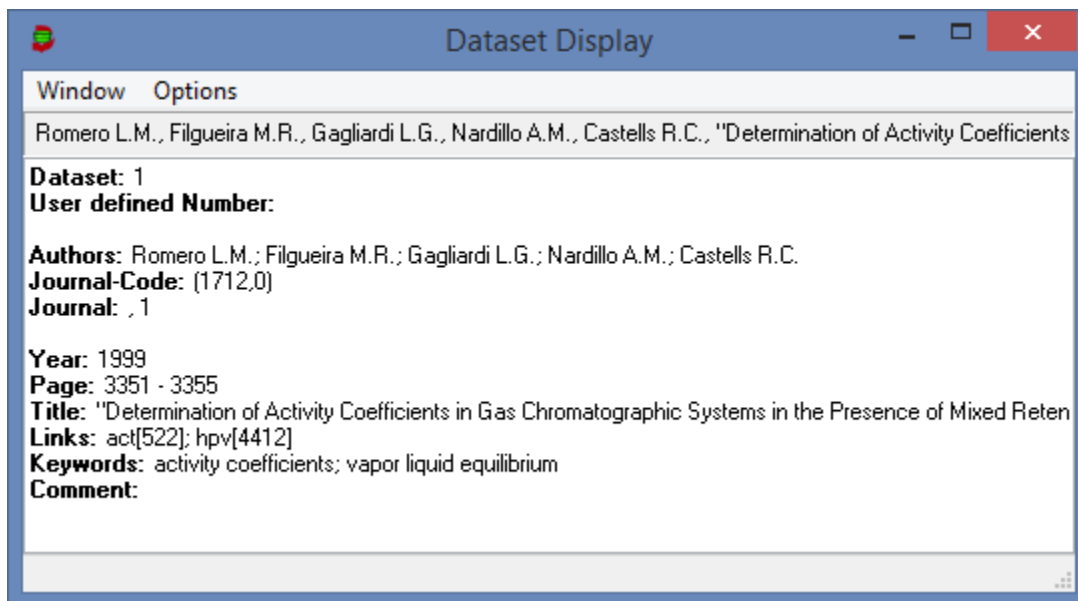 Dataset Display
Window Options
Romero L.M., Filgueira M.R., Gagliardi L.G., Nardillo A.M., Castells R.C., "Determination of Activity Coefficients
Dataset: 1
User defined Number:
Authors: Romero L.M.; Filgueira M.R.; Gagliardi L.G.; Nardillo A.M.; Castells R.C.
Journal-Code: (1712,0)
Journal: , 1
Year: 1999
Page: 3351 - 3355
Title: "Determination of Activity Coefficients in Gas Chromatographic Systems in the Presence of Mixed Reten
Links: act[522]; hpv[4412]
Keywords: activity coefficients; vapor liquid equilibrium
Comment: